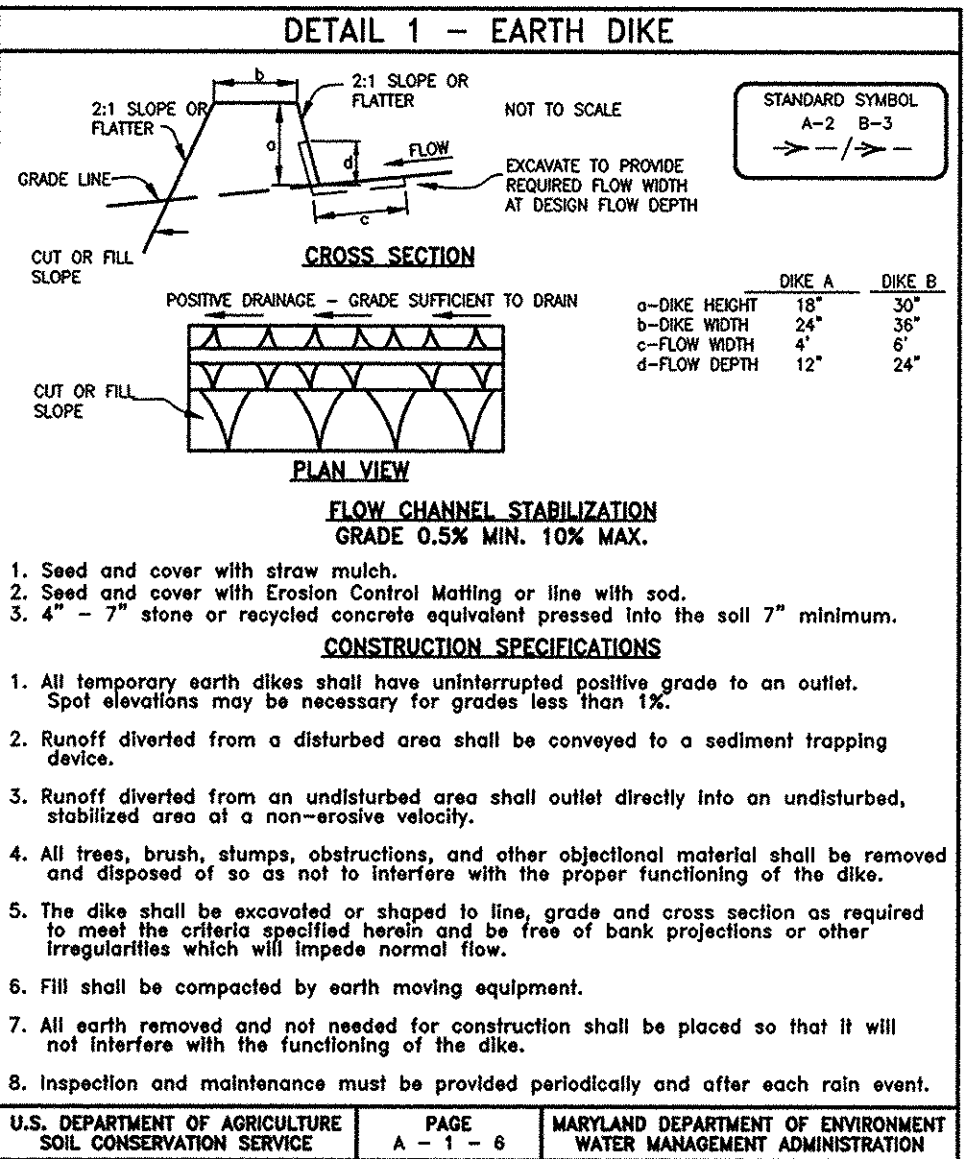 DETAIL 1 - EARTH DIKE
b
2:1 SLOPE OR
FLATTER
2:1 SLOPE OR
FLATTER
NOT TO SCALE
STANDARD SYMBOL
A-2 B-3
a
d
FLOW
GRADE LINE
EXCAVATE TO PROVIDE
REQUIRED FLOW WIDTH
AT DESIGN FLOW DEPTH
c
CUT OR FILL
SLOPE
CROSS SECTION
DIKE A DIKE B
a-DIKE HEIGHT 18" 30"
b-DIKE WIDTH 24" 36"
c-FLOW WIDTH 4' 6'
d-FLOW DEPTH 12" 24"
POSITIVE DRAINAGE - GRADE SUFFICIENT TO DRAIN
CUT OR FILL
SLOPE
PLAN VIEW
FLOW CHANNEL STABILIZATION
GRADE 0.5% MIN. 10% MAX.
1. Seed and cover with straw mulch.
2. Seed and cover with Erosion Control Matting or line with sod.
3. 4" - 7" stone or recycled concrete equivalent pressed into the soil 7" minimum.
CONSTRUCTION SPECIFICATIONS
1. All temporary earth dikes shall have uninterrupted positive grade to an outlet.
Spot elevations may be necessary for grades less than 1%.
2. Runoff diverted from a disturbed area shall be conveyed to a sediment trapping
device.
3. Runoff diverted from an undisturbed area shall outlet directly into an undisturbed,
stabilized area at a non-erosive velocity.
4. All trees, brush, stumps, obstructions, and other objectional material shall be removed
and disposed of so as not to interfere with the proper functioning of the dike.
5. The dike shall be excavated or shaped to line, grade and cross section as required
to meet the criteria specified herein and be free of bank projections or other
irregularities which will impede normal flow.
6. Fill shall be compacted by earth moving equipment.
7. All earth removed and not needed for construction shall be placed so that it will
not interfere with the functioning of the dike.
8. Inspection and maintenance must be provided periodically and after each rain event.
U.S. DEPARTMENT OF AGRICULTURE
SOIL CONSERVATION SERVICE
PAGE
A - 1 - 6
MARYLAND DEPARTMENT OF ENVIRONMENT
WATER MANAGEMENT ADMINISTRATION